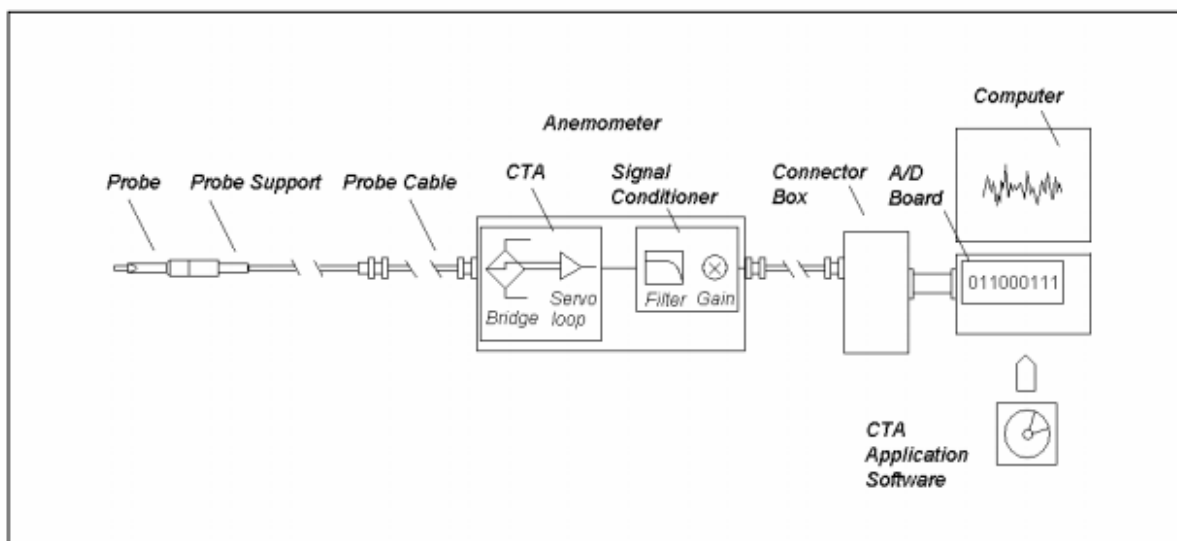 Computer
Anemometer
Probe
Probe Support
Probe Cable
CTA
Signal
Conditioner
Connector
Box
A/D
Board
Bridge
Servo
loop
Filter
Gain
011000111
CTA
Application
Software